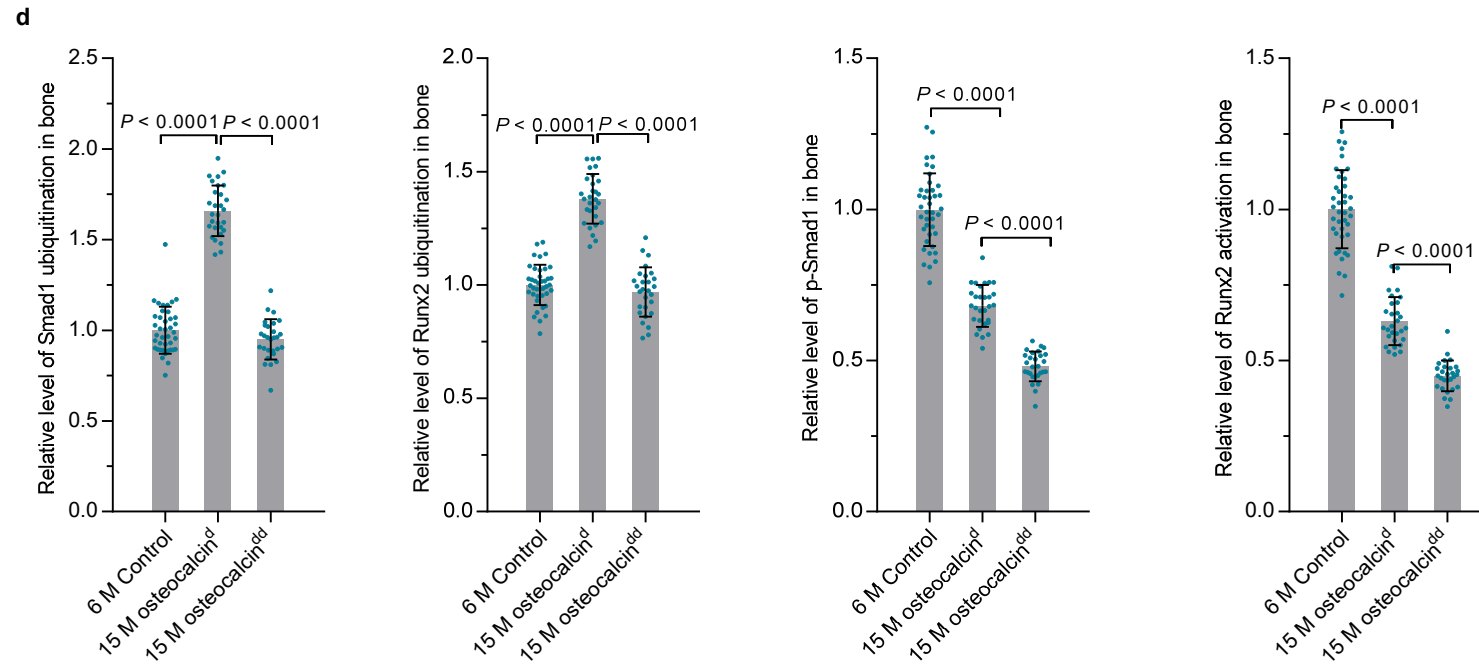 d
Relative level of Smad1 ubiquitination in bone
2.5
2.0
1.5
1.0
0.5
0.0
P < 0.0001
P < 0.0001
6 M Control
15 M osteocalcin^d
15 M osteocalcin^dd
Relative level of Runx2 ubiquitination in bone
2.0
1.5
1.0
0.5
0.0
P < 0.0001
P < 0.0001
6 M Control
15 M osteocalcin^d
15 M osteocalcin^dd
Relative level of p-Smad1 in bone
1.5
1.0
0.5
0.0
P < 0.0001
P < 0.0001
6 M Control
15 M osteocalcin^d
15 M osteocalcin^dd
Relative level of Runx2 activation in bone
1.5
1.0
0.5
0.0
P < 0.0001
P < 0.0001
6 M Control
15 M osteocalcin^d
15 M osteocalcin^dd